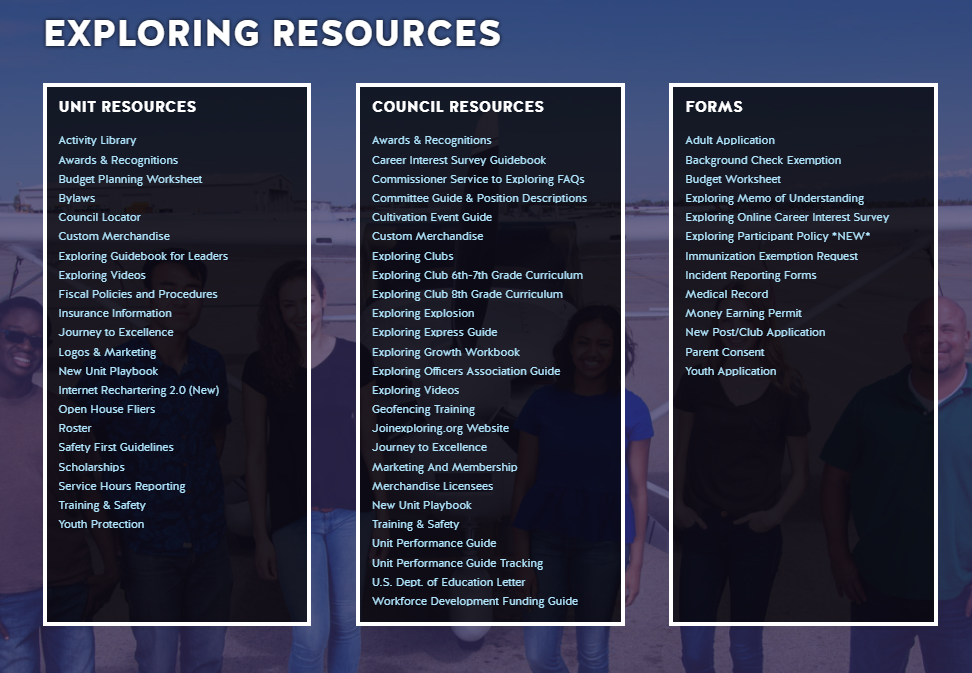 EXPLORING RESOURCES
UNIT RESOURCES
Activity Library
Awards & Recognitions
Budget Planning Worksheet
Bylaws
Council Locator
Custom Merchandise
Exploring Guidebook for Leaders
Exploring Videos
Fiscal Policies and Procedures
Insurance Information
Journey to Excellence
Logos & Marketing
New Unit Playbook
Internet Rechartering 2.0 (New)
Open House Fliers
Roster
Safety First Guidelines
Scholarships
Service Hours Reporting
Training & Safety
Youth Protection
COUNCIL RESOURCES
Awards & Recognitions
Career Interest Survey Guidebook
Commissioner Service to Exploring FAQs
Committee Guide & Position Descriptions
Cultivation Event Guide
Custom Merchandise
Exploring Clubs
Exploring Club 6th-7th Grade Curriculum
Exploring Club 8th Grade Curriculum
Exploring Explosion
Exploring Express Guide
Exploring Growth Workbook
Exploring Officers Association Guide
Exploring Videos
Geofencing Training
Joinexploring.org Website
Journey to Excellence
Marketing And Membership
Merchandise Licensees
New Unit Playbook
Training & Safety
Unit Performance Guide
Unit Performance Guide Tracking
U.S. Dept. of Education Letter
Workforce Development Funding Guide
FORMS
Adult Application
Background Check Exemption
Budget Worksheet
Exploring Memo of Understanding
Exploring Online Career Interest Survey
Exploring Participant Policy *NEW*
Immunization Exemption Request
Incident Reporting Forms
Medical Record
Money Earning Permit
New Post/Club Application
Parent Consent
Youth Application